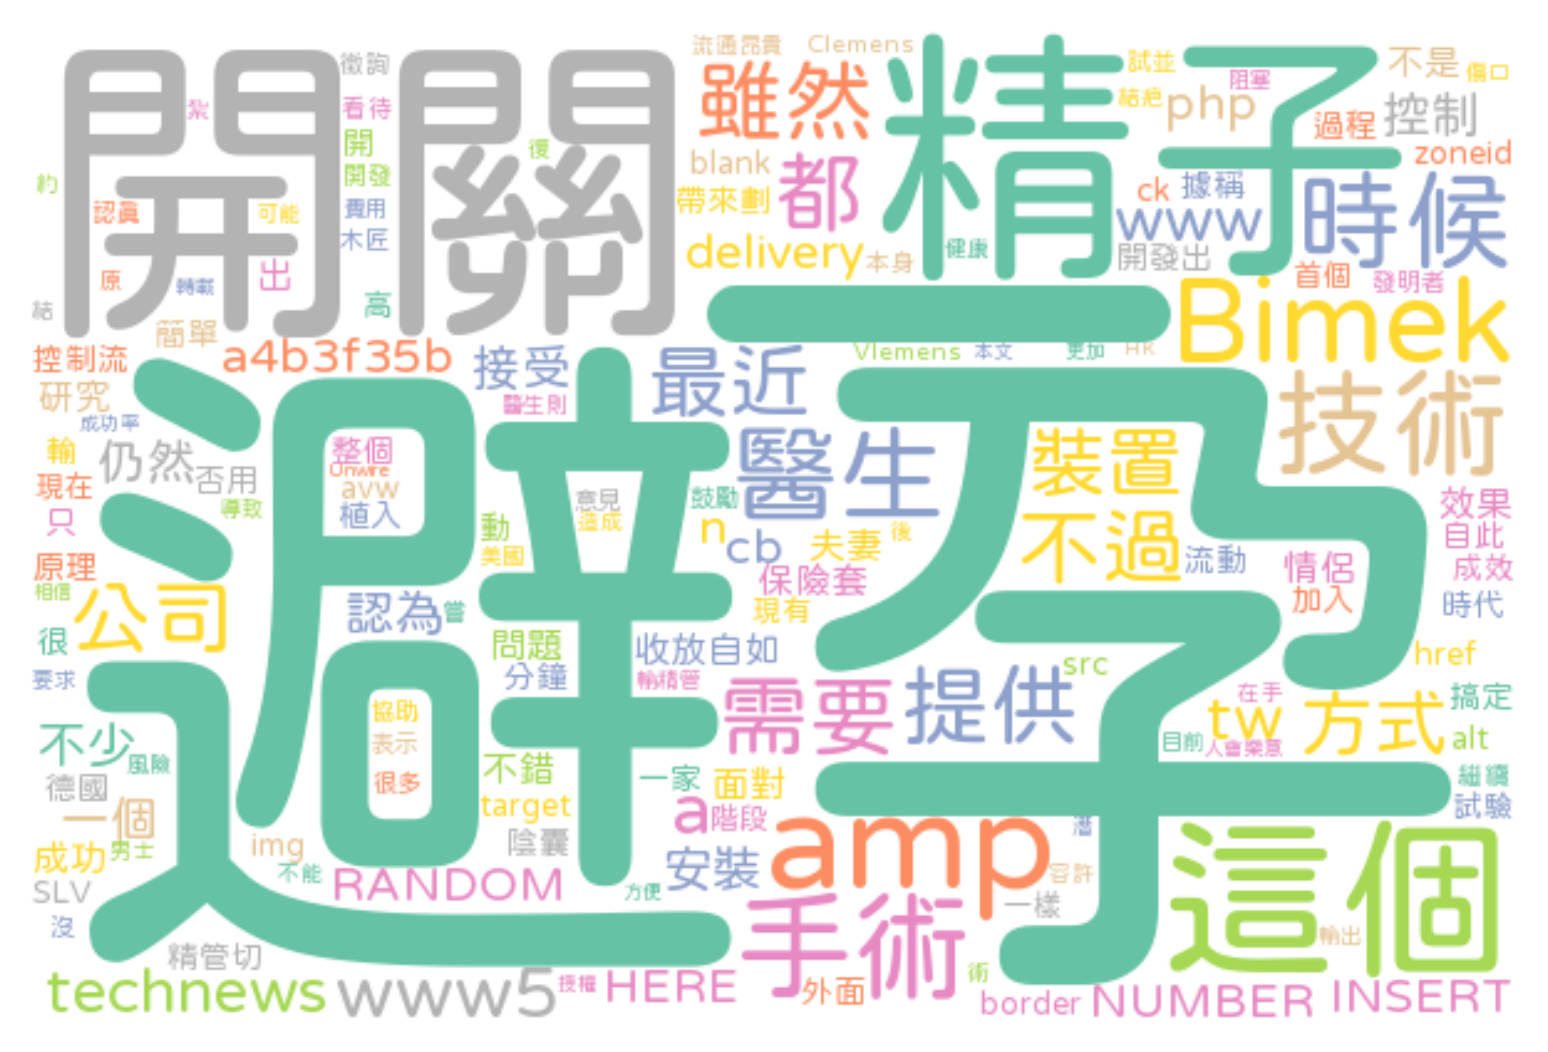 流通昂貴 Clemens
開關 徵詢 雖然 精子 試並 阻塞 不是 傷口
紮 看待 結疤 php 過程 控制
開 復 blank 都 ck 據稱 zoneid
約 開發 帶來劃 www 時候
認真 可能 費用
木匠 delivery 本身 健康 開發出
原 轉載 出 首個 發明者
結 簡單 高 Bimek
控制流 a4b3f35b 接受 最近 Vlemens 本文 更加 HK
研究 醫生則 技術
成功率 避孕 醫生 裝置
輸 仍然 整個
現在 否用 Unwire avw 意見 鼓勵 效果
只 導致 植入 動 造成 n cb 夫妻 後 不過 自此
原理 美國 保險套 流動 情侶 成效
相信 公司 認為 嘗 現有 加入 時代
很 問題 收放自如 href
要求 分鐘 輸精管 需要 提供 src 在手
不少 協助 tw 方式 搞定
風險 表示 目前 人會樂意 alt
德國 很多 不錯 一家 面對 繼續
一個 target a 階段 amp 試驗
成功 男士 img 陰囊 潛 這個
SLV 不能 RANDOM 方便 安裝 容許
沒 手術 一樣 輸出
精管切
technews www5 授權 HERE 外面 術 border NUMBER INSERT